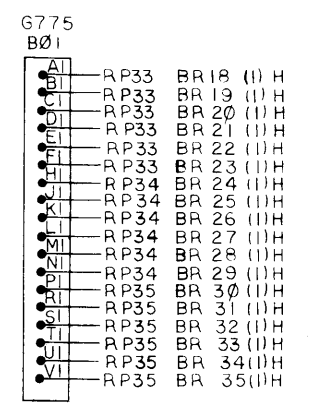 G775
BØ1
A1 RP33 BR18 (1) H
B1 RP33 BR 19 (1) H
C1 RP33 BR 2Ø (1) H
D1 RP33 BR 21 (1) H
E1 RP33 BR 22 (1) H
F1 RP33 BR 23 (1) H
H1 RP34 BR 24 (1) H
J1 RP34 BR 25 (1) H
K1 RP34 BR 26 (1) H
L1 RP34 BR 27 (1) H
M1 RP34 BR 28 (1) H
N1 RP34 BR 29 (1) H
P1 RP35 BR 3Ø (1) H
R1 RP35 BR 31 (1) H
S1 RP35 BR 32 (1) H
T1 RP35 BR 33 (1) H
U1 RP35 BR 34(1) H
V1 RP35 BR 35(1) H